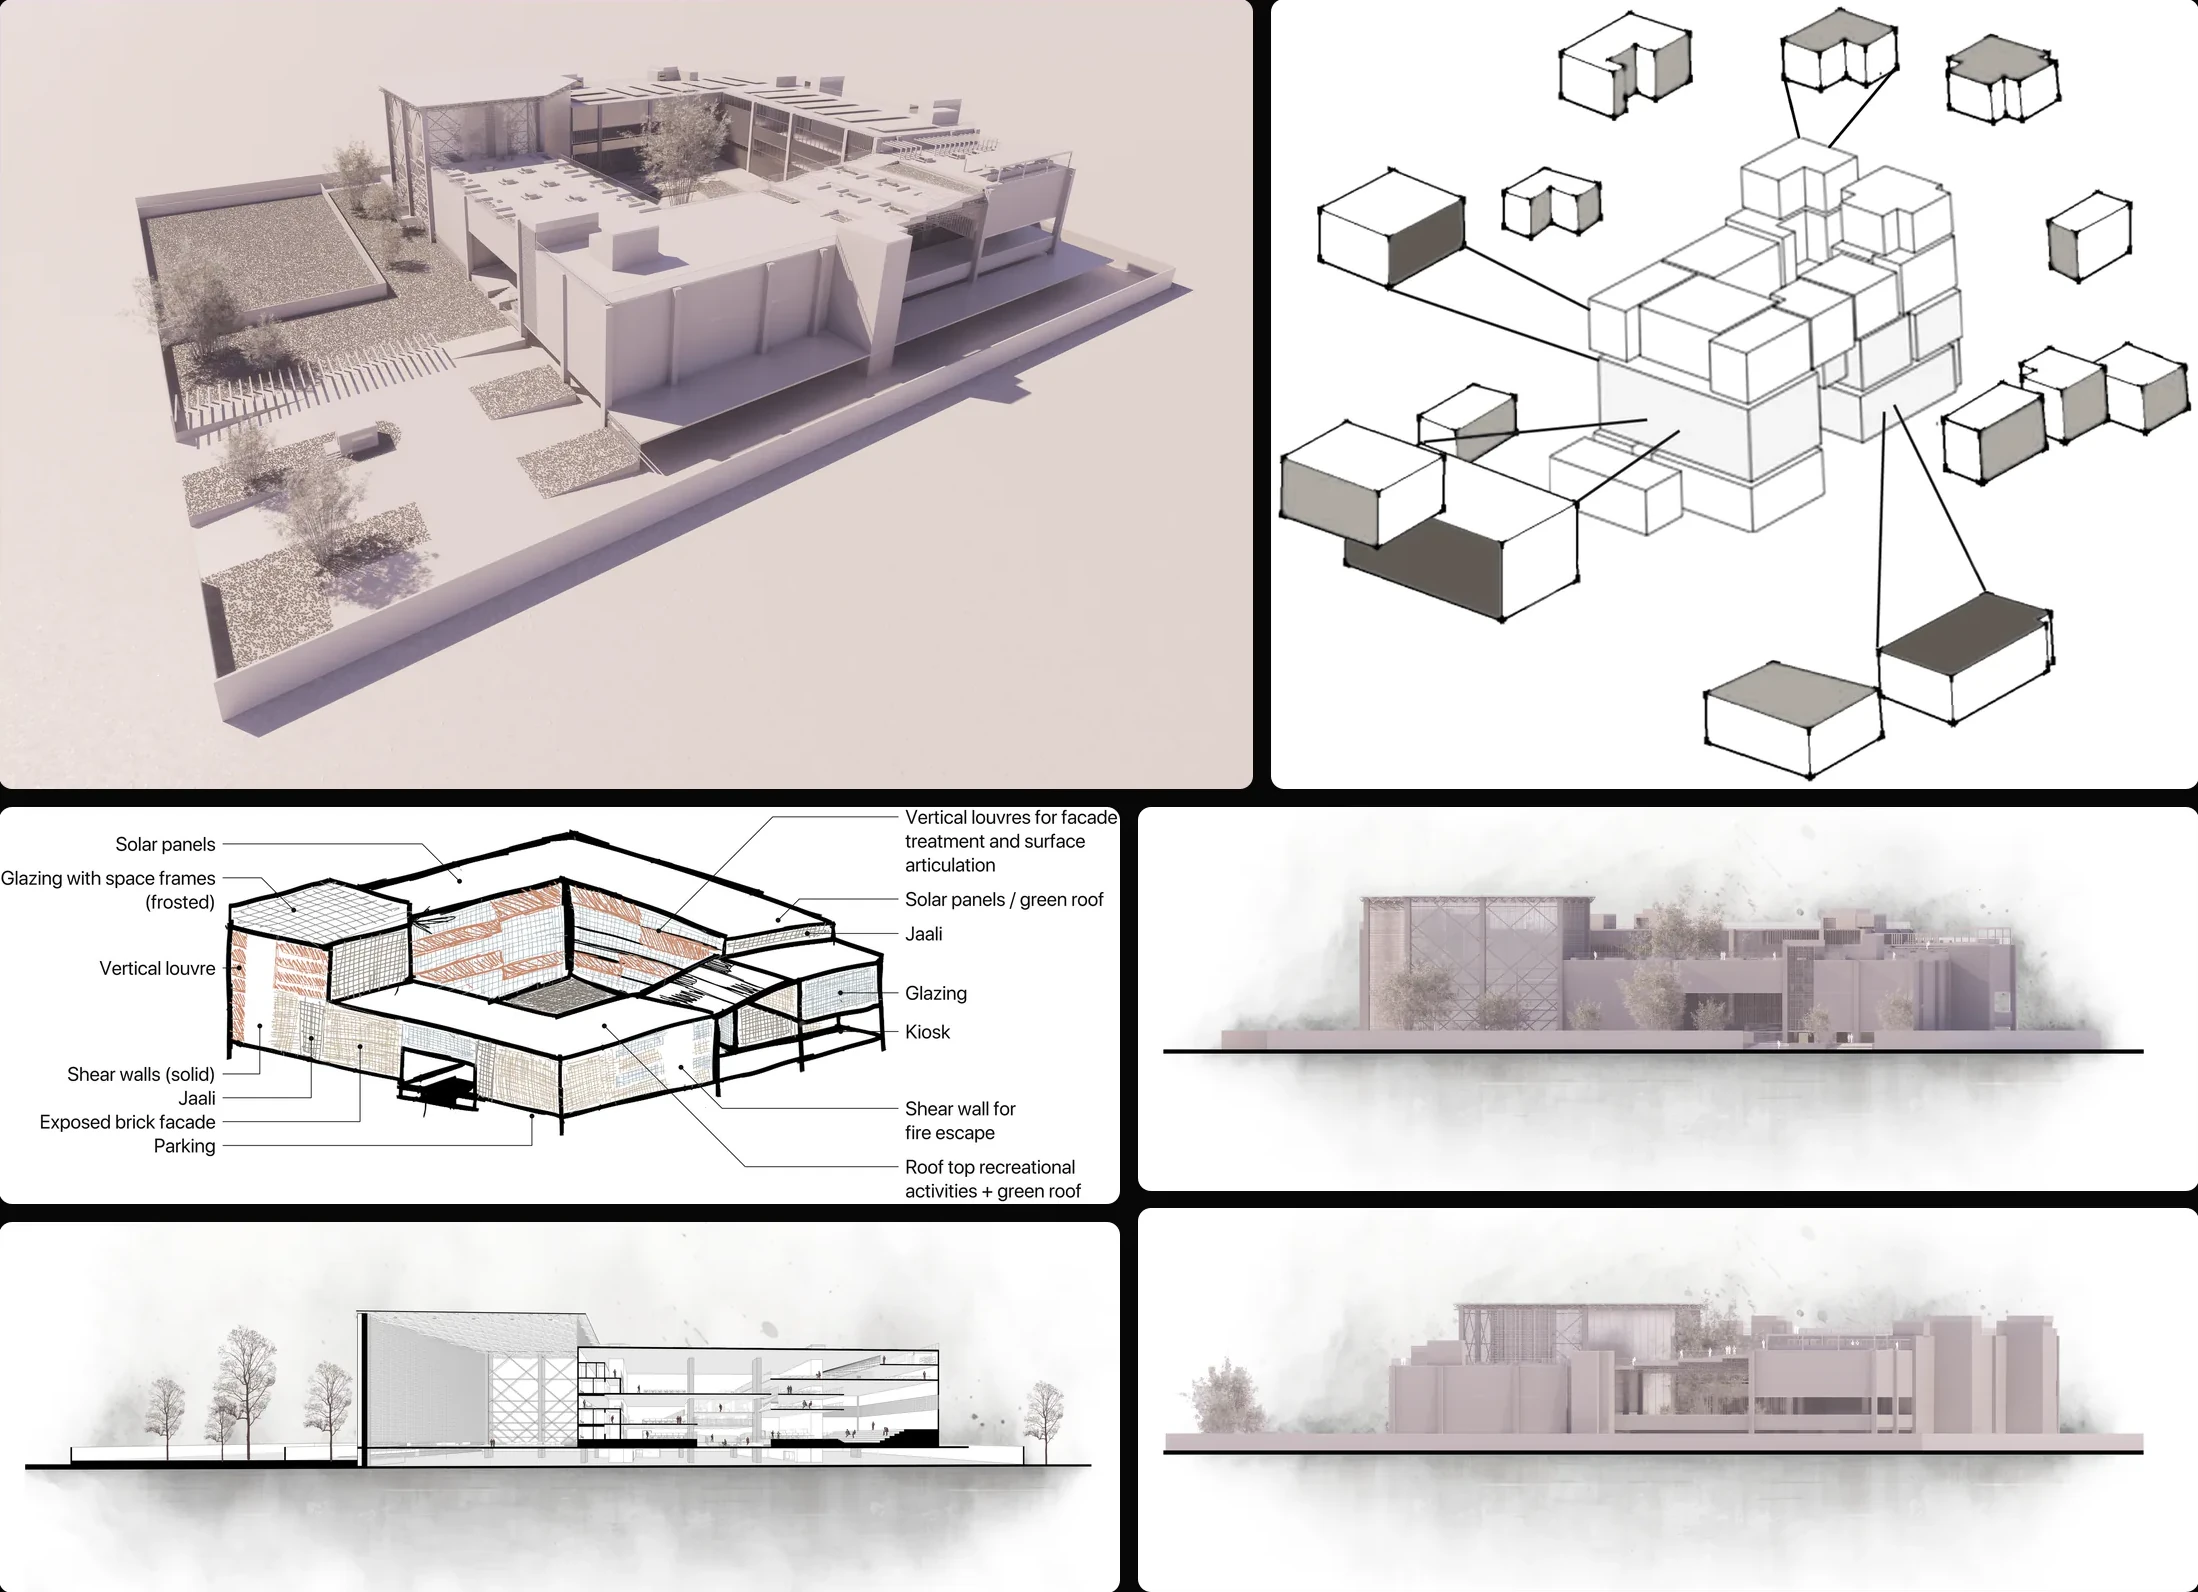 Solar panels
Glazing with space frames
(frosted)
Vertical louvre
Shear walls (solid)
Jaali
Exposed brick facade
Parking
Vertical louvres for facade
treatment and surface
articulation
Solar panels / green roof
Jaali
Glazing
Kiosk
Shear wall for
fire escape
Roof top recreational
activities + green roof